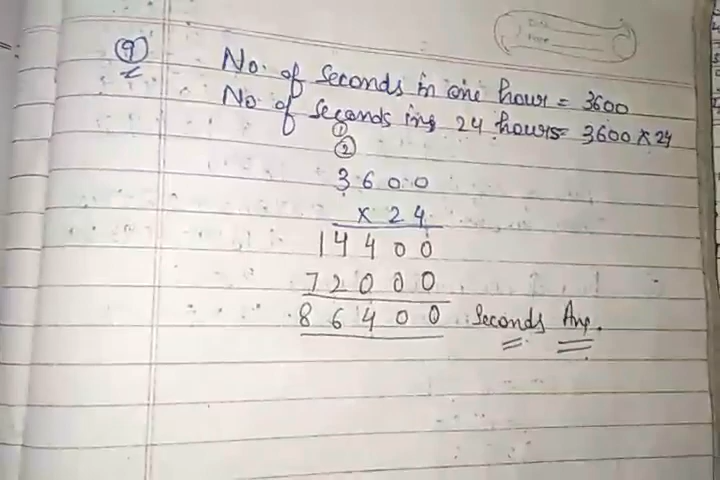 9
No. of seconds in one hour = 3600
No. of seconds in 24 hours = 3600 × 24
1
2
3600
× 24
14400
72000
86400 seconds Ans.